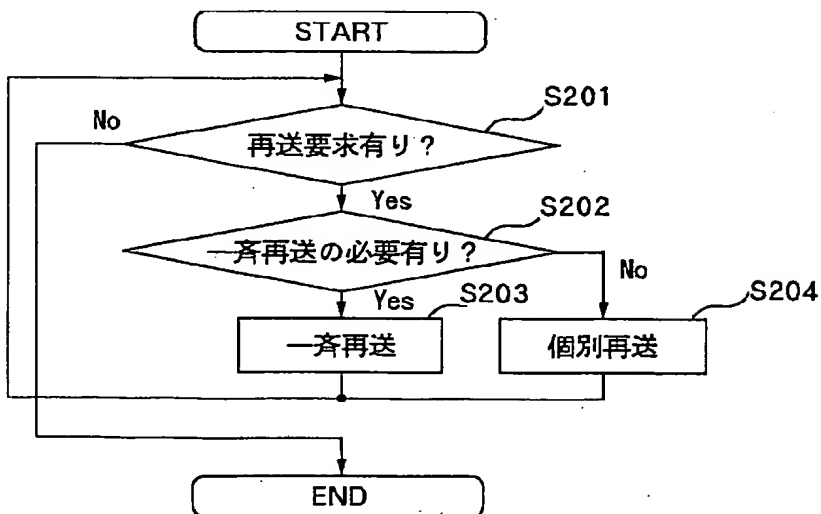 START
S201
No
再送要求有り？
Yes
S202
一斉再送の必要有り？
No
Yes
S203
S204
一斉再送
個別再送
END